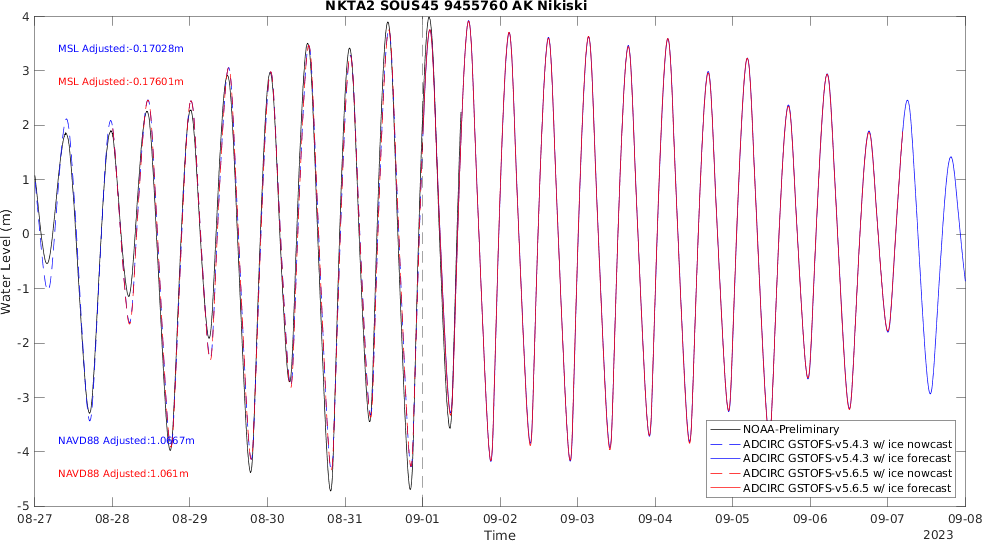 NKTA2 SOUS45 9455760 AK Nikiski
MSL Adjusted:-0.17028m
MSL Adjusted:-0.17601m
NAVD88 Adjusted:1.0667m
NAVD88 Adjusted:1.061m
Water Level (m)
4
3
2
1
0
-1
-2
-3
-4
-5
NOAA-Preliminary
ADCIRC GSTOFS-v5.4.3 w/ ice nowcast
ADCIRC GSTOFS-v5.4.3 w/ ice forecast
ADCIRC GSTOFS-v5.6.5 w/ ice nowcast
ADCIRC GSTOFS-v5.6.5 w/ ice forecast
08-27 08-28 08-29 08-30 08-31 09-01 09-02 09-03 09-04 09-05 09-06 09-07 09-08
Time
2023